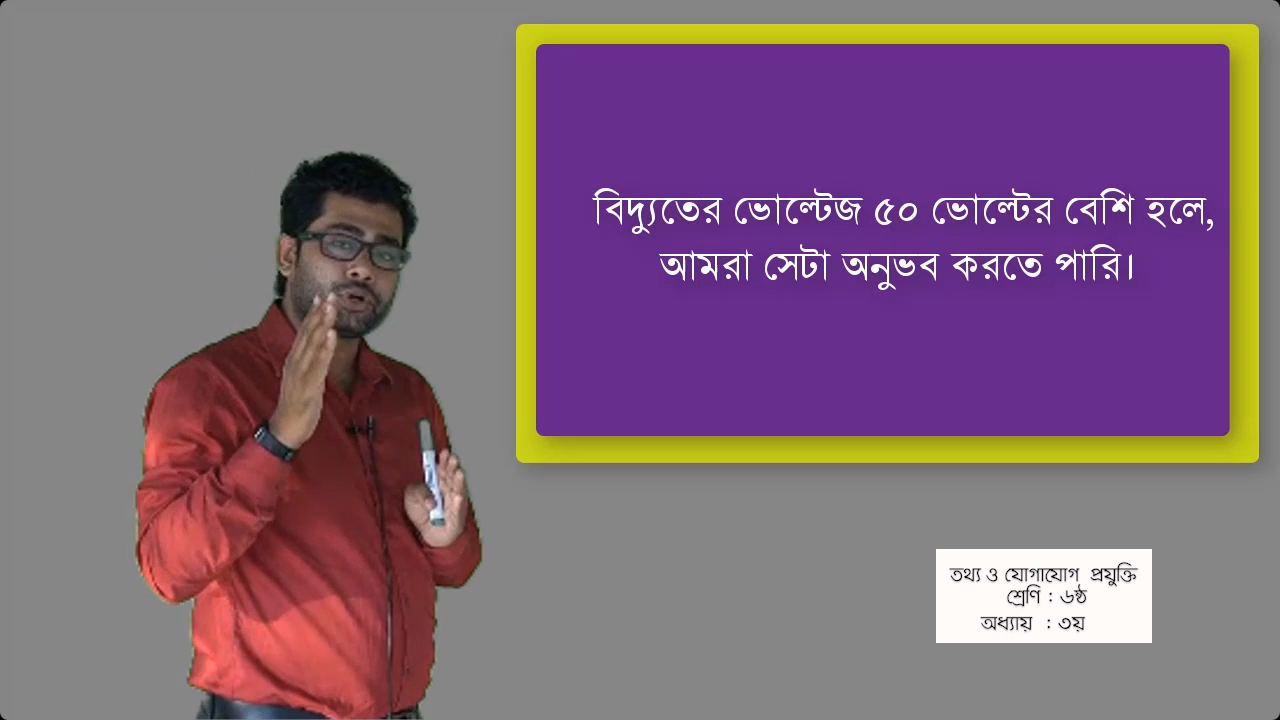 বিদ্যুতের ভোল্টেজ ৫০ ভোল্টের বেশি হলে,
আমরা সেটা অনুভব করতে পারি।
তথ্য ও যোগাযোগ প্রযুক্তি
শ্রেণি : ৬ষ্ঠ
অধ্যায় : ৩য়